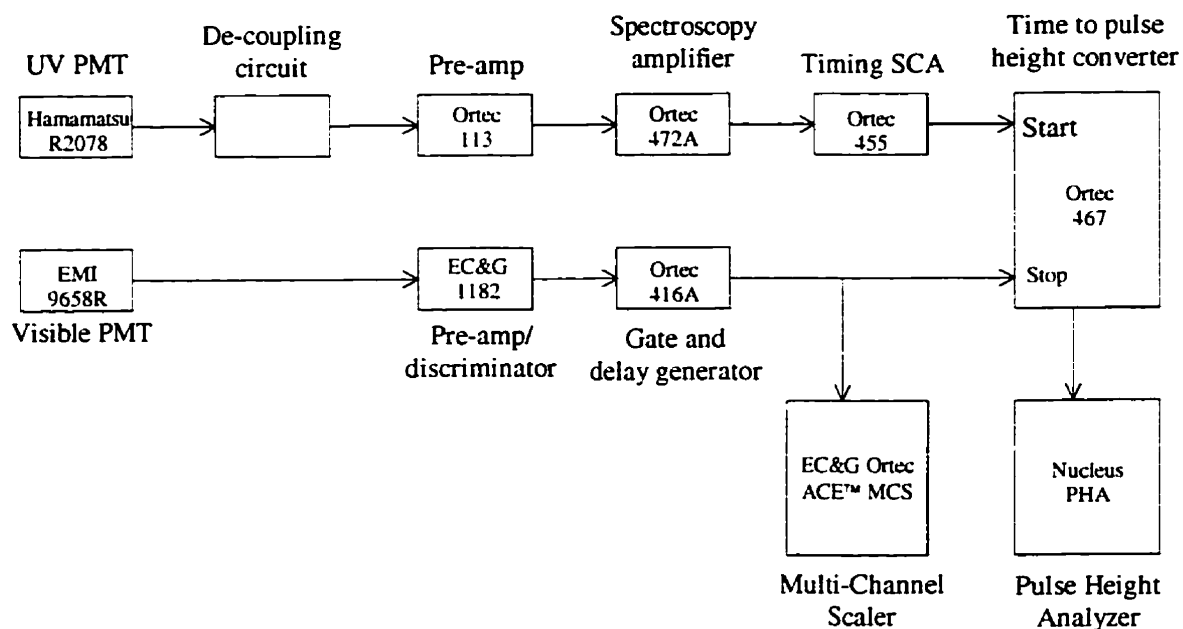 UV PMT
De-coupling
circuit
Pre-amp
Spectroscopy
amplifier
Timing SCA
Time to pulse
height converter
Hamamatsu
R2078
Ortec
113
Ortec
472A
Ortec
455
Start
Ortec
467
Stop
EMI
9658R
Visible PMT
EC&G
1182
Pre-amp/
discriminator
Ortec
416A
Gate and
delay generator
EC&G Ortec
ACE™ MCS
Multi-Channel
Scaler
Nucleus
PHA
Pulse Height
Analyzer